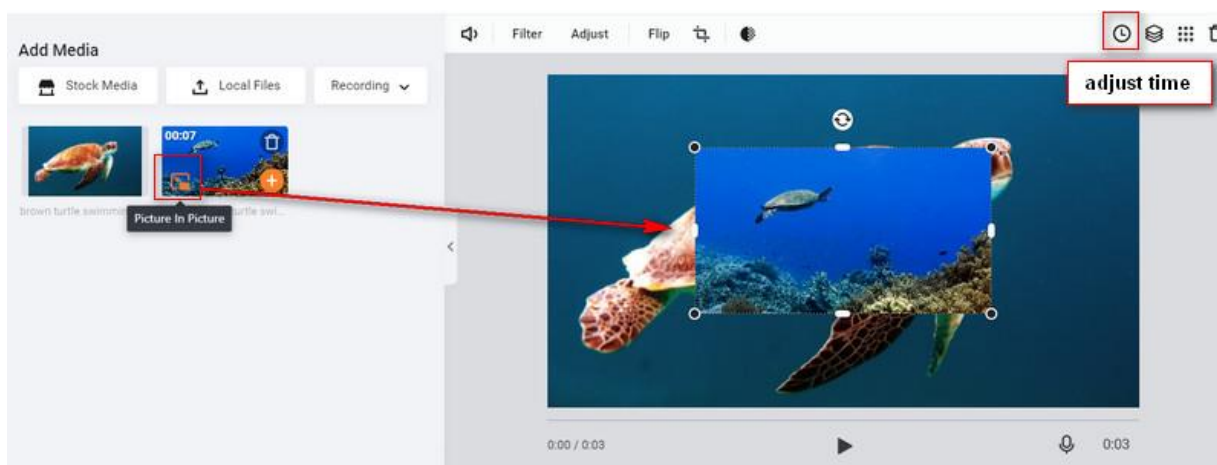 Add Media
Stock Media
Local Files
Recording
00:07
Picture In Picture
Filter
Adjust
Flip
adjust time
0:00 / 0:03
0:03